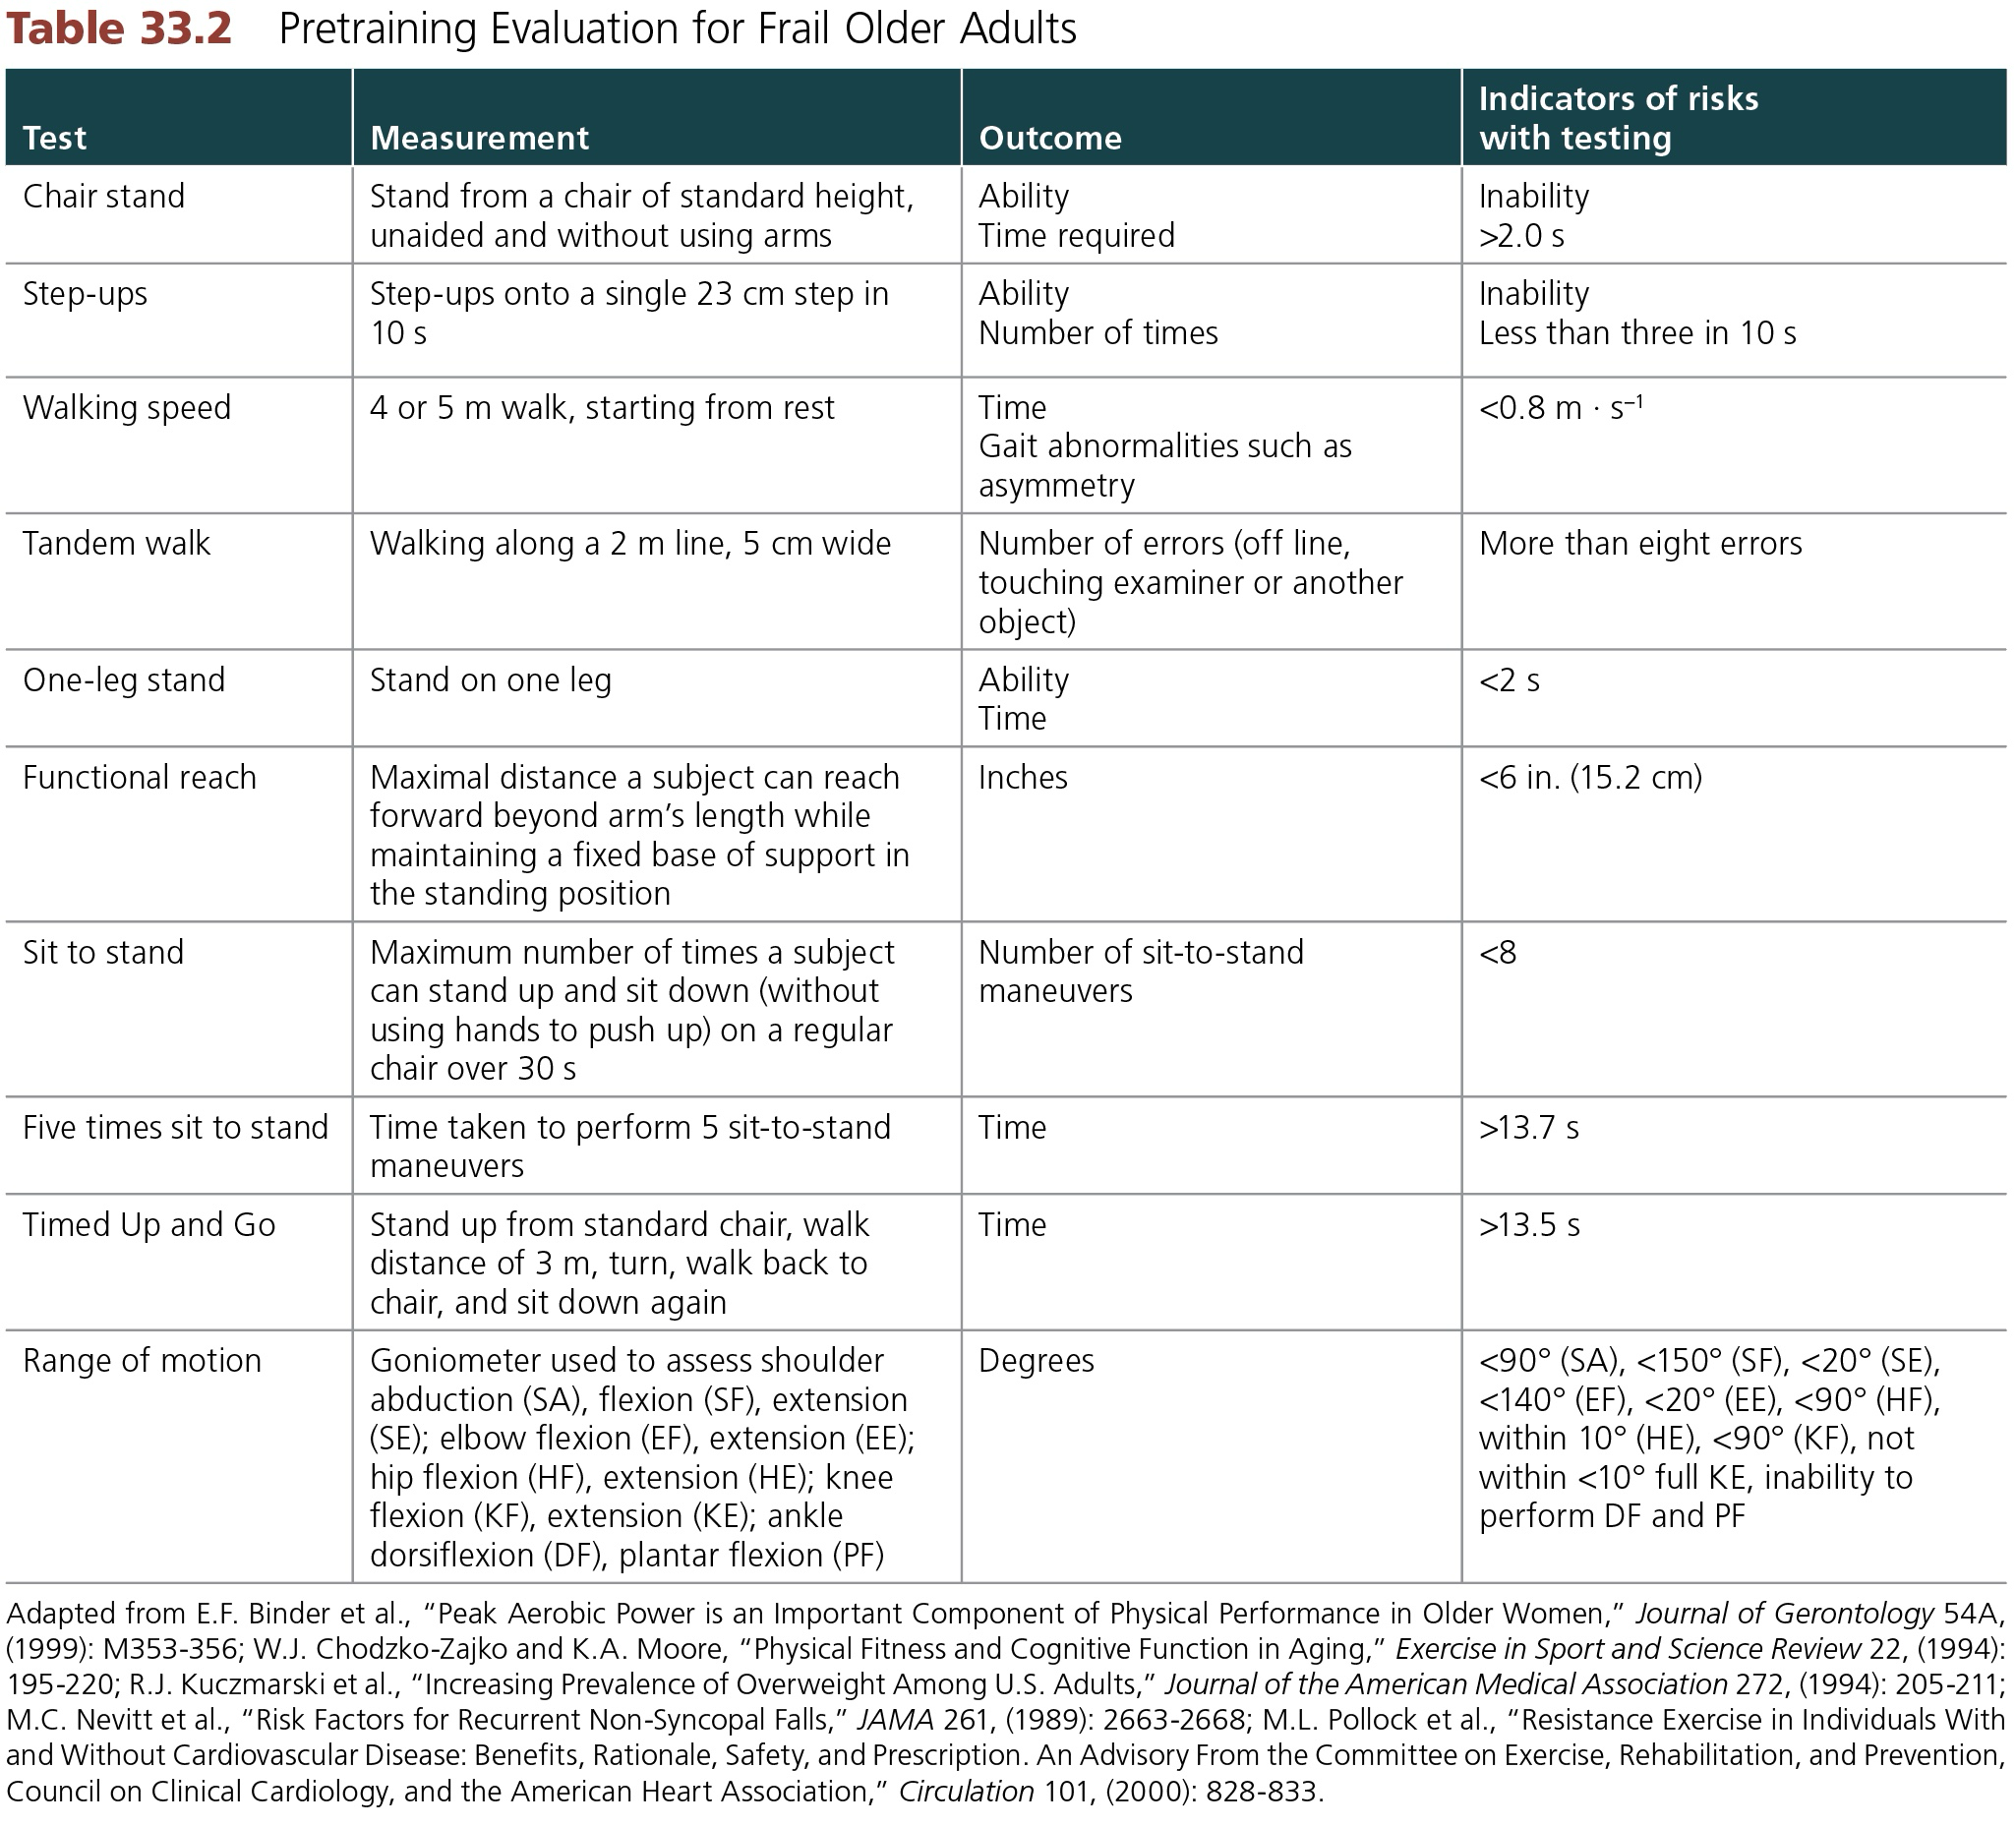 Table 33.2 Pretraining Evaluation for Frail Older Adults
Test
Measurement
Outcome
Indicators of risks
with testing
Chair stand
Stand from a chair of standard height,
unaided and without using arms
Ability
Time required
Inability
>2.0 s
Step-ups
Step-ups onto a single 23 cm step in
10 s
Ability
Number of times
Inability
Less than three in 10 s
Walking speed
4 or 5 m walk, starting from rest
Time
Gait abnormalities such as
asymmetry
<0.8 m · s⁻¹
Tandem walk
Walking along a 2 m line, 5 cm wide
Number of errors (off line,
touching examiner or another
object)
More than eight errors
One-leg stand
Stand on one leg
Ability
Time
<2 s
Functional reach
Maximal distance a subject can reach
forward beyond arm’s length while
maintaining a fixed base of support in
the standing position
Inches
<6 in. (15.2 cm)
Sit to stand
Maximum number of times a subject
can stand up and sit down (without
using hands to push up) on a regular
chair over 30 s
Number of sit-to-stand
maneuvers
<8
Five times sit to stand
Time taken to perform 5 sit-to-stand
maneuvers
Time
>13.7 s
Timed Up and Go
Stand up from standard chair, walk
distance of 3 m, turn, walk back to
chair, and sit down again
Time
>13.5 s
Range of motion
Goniometer used to assess shoulder
abduction (SA), flexion (SF), extension
(SE); elbow flexion (EF), extension (EE);
hip flexion (HF), extension (HE); knee
flexion (KF), extension (KE); ankle
dorsiflexion (DF), plantar flexion (PF)
Degrees
<90° (SA), <150° (SF), <20° (SE),
<140° (EF), <20° (EE), <90° (HF),
within 10° (HE), <90° (KF), not
within <10° full KE, inability to
perform DF and PF
Adapted from E.F. Binder et al., “Peak Aerobic Power is an Important Component of Physical Performance in Older Women,” Journal of Gerontology 54A,
(1999): M353-356; W.J. Chodzko-Zajko and K.A. Moore, “Physical Fitness and Cognitive Function in Aging,” Exercise in Sport and Science Review 22, (1994):
195-220; R.J. Kuczmarski et al., “Increasing Prevalence of Overweight Among U.S. Adults,” Journal of the American Medical Association 272, (1994): 205-211;
M.C. Nevitt et al., “Risk Factors for Recurrent Non-Syncopal Falls,” JAMA 261, (1989): 2663-2668; M.L. Pollock et al., “Resistance Exercise in Individuals With
and Without Cardiovascular Disease: Benefits, Rationale, Safety, and Prescription. An Advisory From the Committee on Exercise, Rehabilitation, and Prevention,
Council on Clinical Cardiology, and the American Heart Association,” Circulation 101, (2000): 828-833.